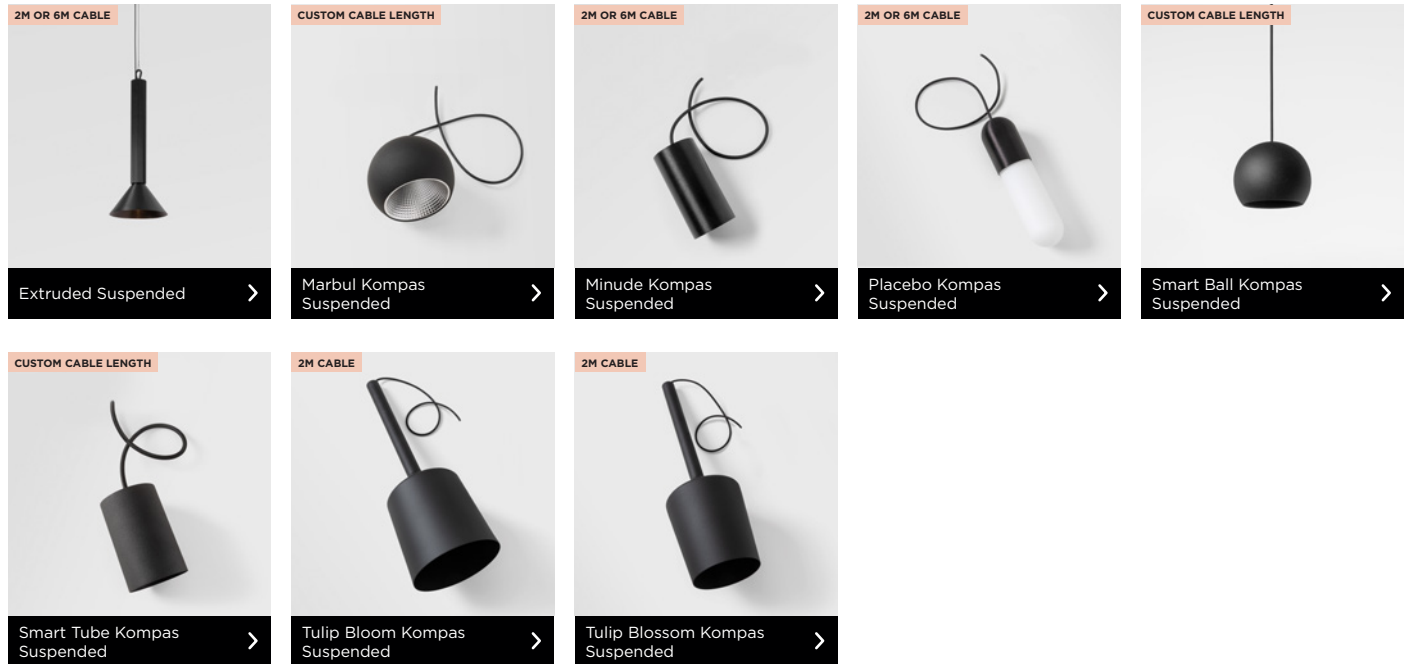 2M OR 6M CABLE
CUSTOM CABLE LENGTH
2M OR 6M CABLE
2M OR 6M CABLE
CUSTOM CABLE LENGTH
Extruded Suspended
Marbul Kompas
Suspended
Minude Kompas
Suspended
Placebo Kompas
Suspended
Smart Ball Kompas
Suspended
CUSTOM CABLE LENGTH
2M CABLE
2M CABLE
Smart Tube Kompas
Suspended
Tulip Bloom Kompas
Suspended
Tulip Blossom Kompas
Suspended